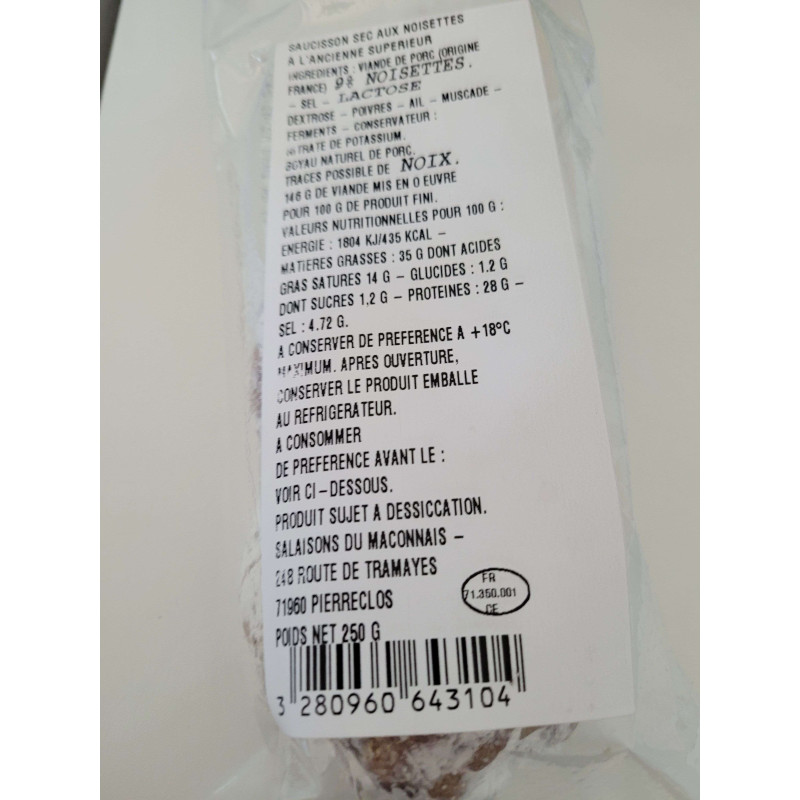 SAUCISSON SEC AUX NOISETTES
A L'ANCIENNE SUPERIEUR
INGREDIENTS : VIANDE DE PORC (ORIGINE
FRANCE) 9% NOISETTES.
- SEL - LACTOSE
DEXTROSE - POIVRES - AIL - MUSCADE -
FERMENTS - CONSERVATEUR :
NITRATE DE POTASSIUM.
BOYAU NATUREL DE PORC.
TRACES POSSIBLE DE NOIX.
146 G DE VIANDE MIS EN O EUVRE
POUR 100 G DE PRODUIT FINI.
VALEURS NUTRITIONNELLES POUR 100 G :
ENERGIE : 1804 KJ/435 KCAL -
MATIERES GRASSES : 35 G DONT ACIDES
GRAS SATURES 14 G - GLUCIDES : 1.2 G
DONT SUCRES 1,2 G - PROTEINES : 28 G -
SEL : 4.72 G.
A CONSERVER DE PREFERENCE A +18°C
MAXIMUM. APRES OUVERTURE,
CONSERVER LE PRODUIT EMBALLE
AU REFRIGERATEUR.
A CONSOMMER
DE PREFERENCE AVANT LE :
VOIR CI-DESSOUS.
PRODUIT SUJET A DESSICCATION.
SALAISONS DU MACONNAIS -
248 ROUTE DE TRAMAYES
71960 PIERRECLOS
FR
71.350.001
CE
POIDS NET 250 G
3 280960 643104